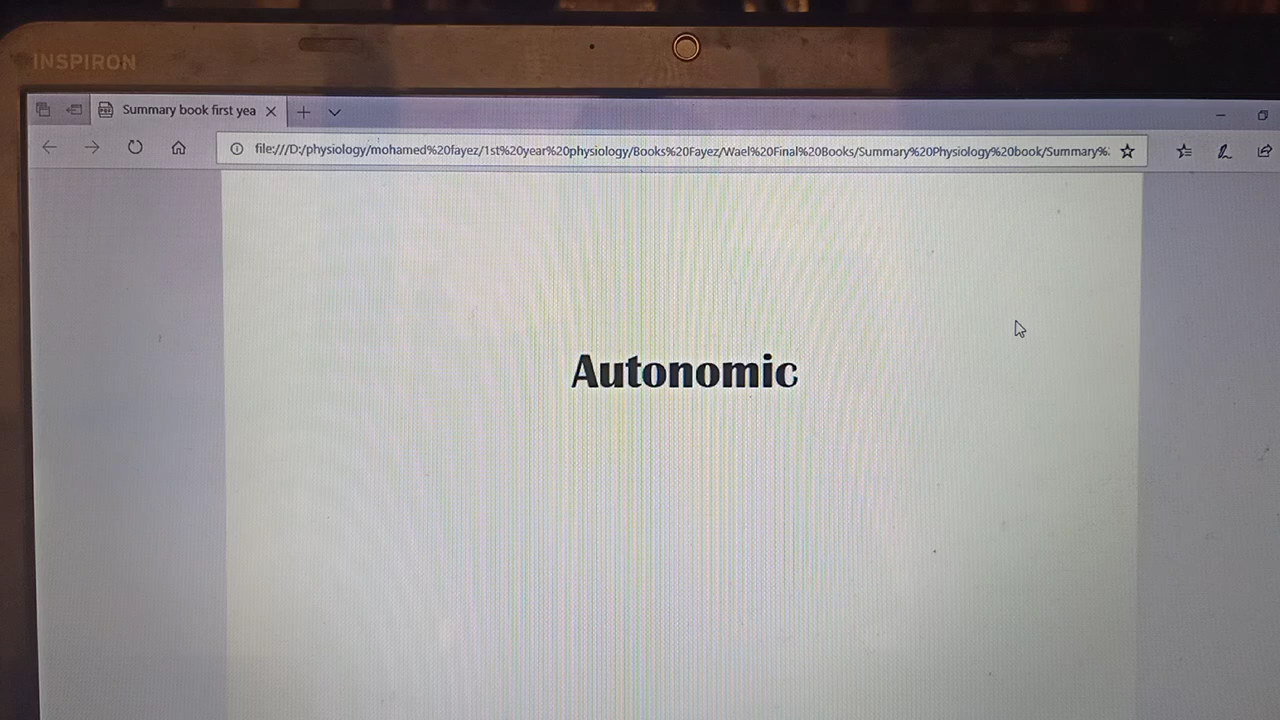 INSPIRON
Summary book first yea
file:///D:/physiology/mohamed%20fayez/1st%20year%20physiology/Books%20Fayez/Wael%20Final%20Books/Summary%20Physiology%20book/Summary%
Autonomic